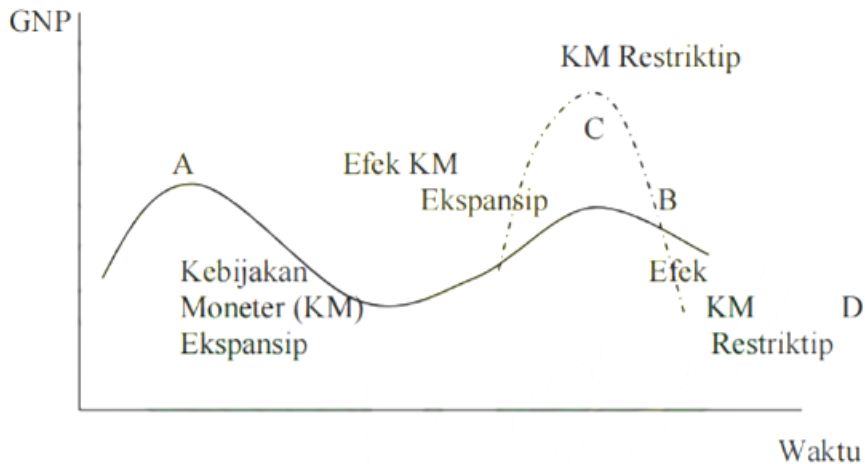 GNP
KM Restriktip
C
A
Efek KM
Ekspansip
B
Kebijakan
Moneter (KM)
Ekspansip
Efek
KM
D
Restriktip
Waktu